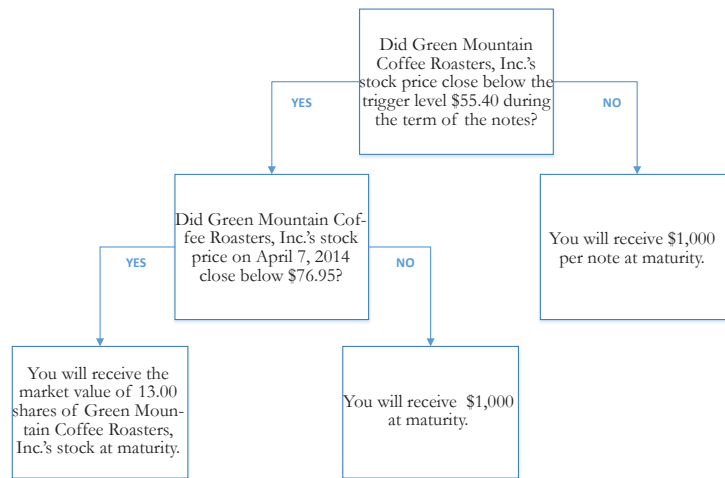 Did Green Mountain
Coffee Roasters, Inc.'s
stock price close below the
trigger level $55.40 during
the term of the notes?
YES
NO
Did Green Mountain Cof-
fee Roasters, Inc.'s stock
price on April 7, 2014
close below $76.95?
You will receive $1,000
per note at maturity.
YES
NO
You will receive the
market value of 13.00
shares of Green Moun-
tain Coffee Roasters,
Inc.'s stock at maturity.
You will receive $1,000
at maturity.